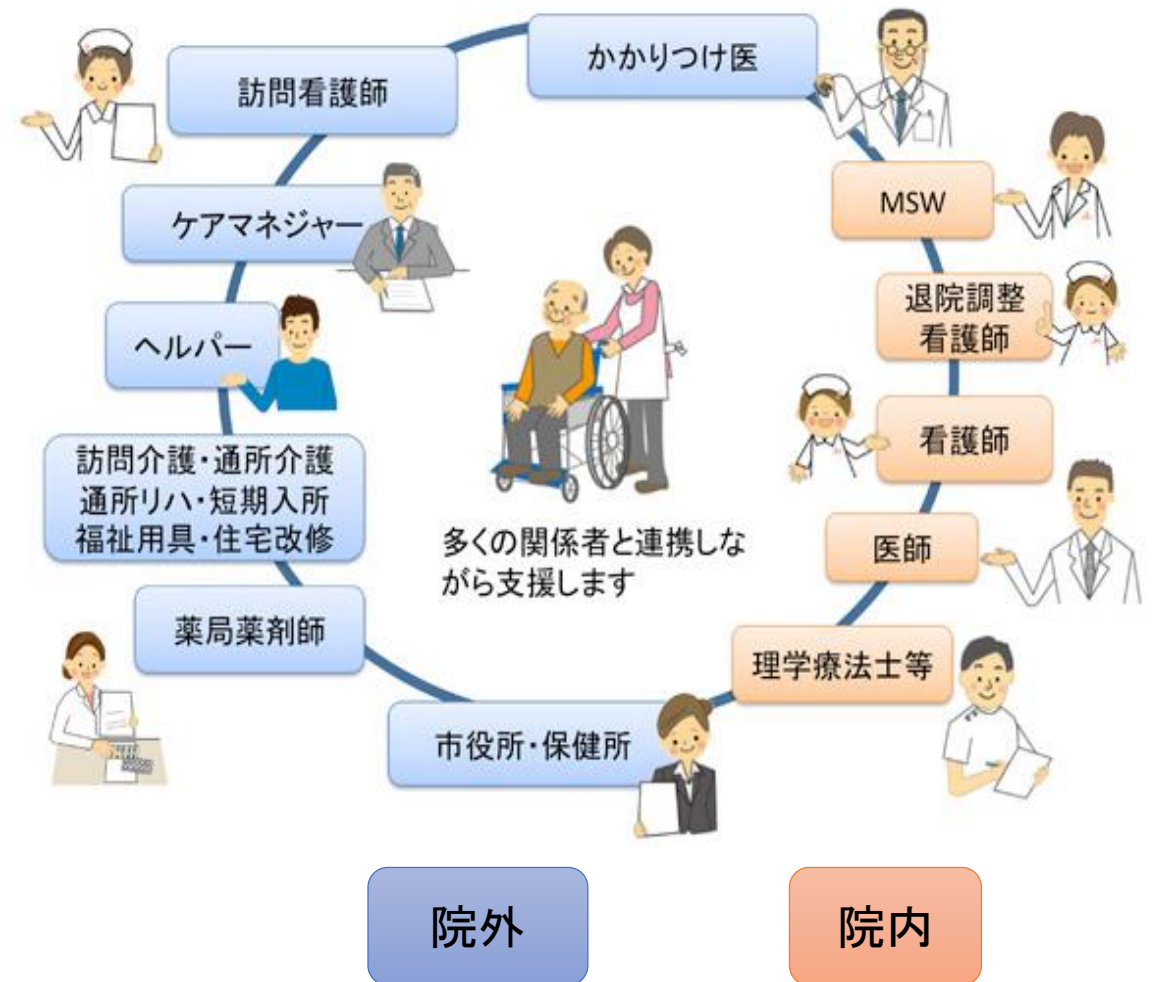 かかりつけ医
訪問看護師
ケアマネジャー
MSW
退院調整
看護師
ヘルパー
看護師
訪問介護・通所介護
通所リハ・短期入所
福祉用具・住宅改修
多くの関係者と連携しな
がら支援します
医師
薬局薬剤師
理学療法士等
市役所・保健所
院外
院内